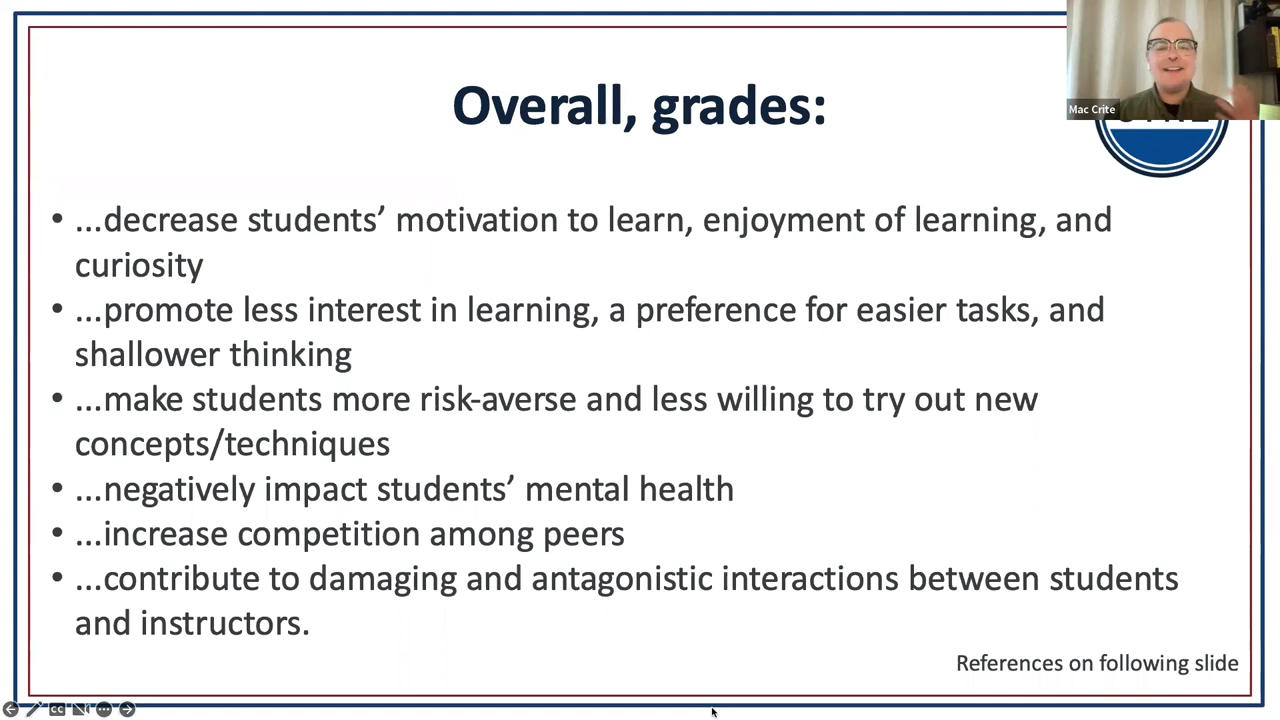 Overall, grades:
Mac Crite
• ...decrease students’ motivation to learn, enjoyment of learning, and
curiosity
• ...promote less interest in learning, a preference for easier tasks, and
shallower thinking
• ...make students more risk-averse and less willing to try out new
concepts/techniques
• ...negatively impact students’ mental health
• ...increase competition among peers
• ...contribute to damaging and antagonistic interactions between students
and instructors.
References on following slide
CC